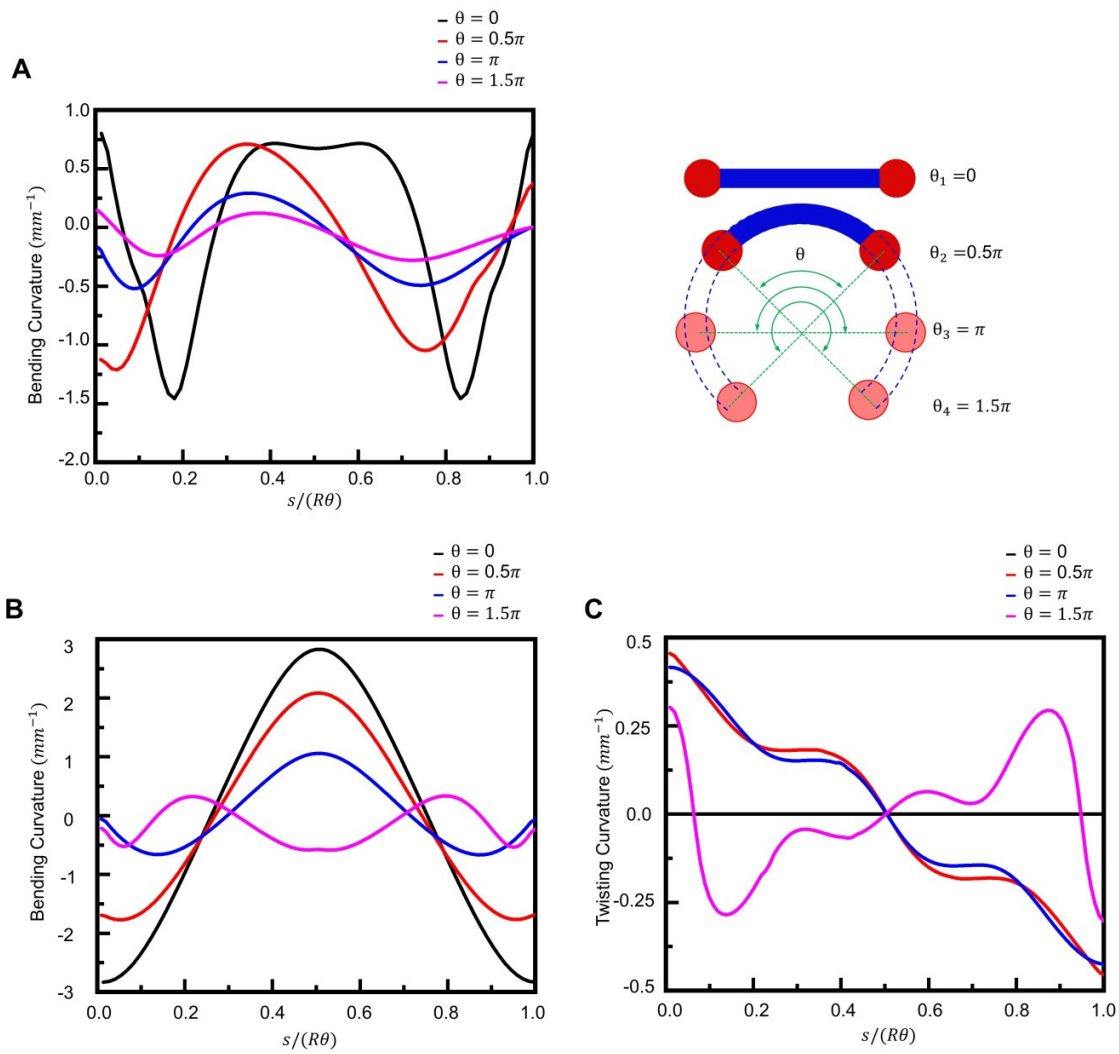 θ = 0
θ = 0.5π
θ = π
θ = 1.5π
A
1.0
0.5
0.0
-0.5
-1.0
-1.5
-2.0
Bending Curvature (mm⁻¹)
0.0 0.2 0.4 0.6 0.8 1.0
s/(Rθ)
θ₁ =0
θ₂ =0.5π
θ
θ₃ = π
θ₄ = 1.5π
θ = 0
θ = 0.5π
θ = π
θ = 1.5π
B
3
2
1
0
-1
-2
-3
Bending Curvature (mm⁻¹)
0.0 0.2 0.4 0.6 0.8 1.0
s/(Rθ)
θ = 0
θ = 0.5π
θ = π
θ = 1.5π
C
0.5
0.25
0.0
-0.25
-0.5
Twisting Curvature (mm⁻¹)
0.0 0.2 0.4 0.6 0.8 1.0
s/(Rθ)